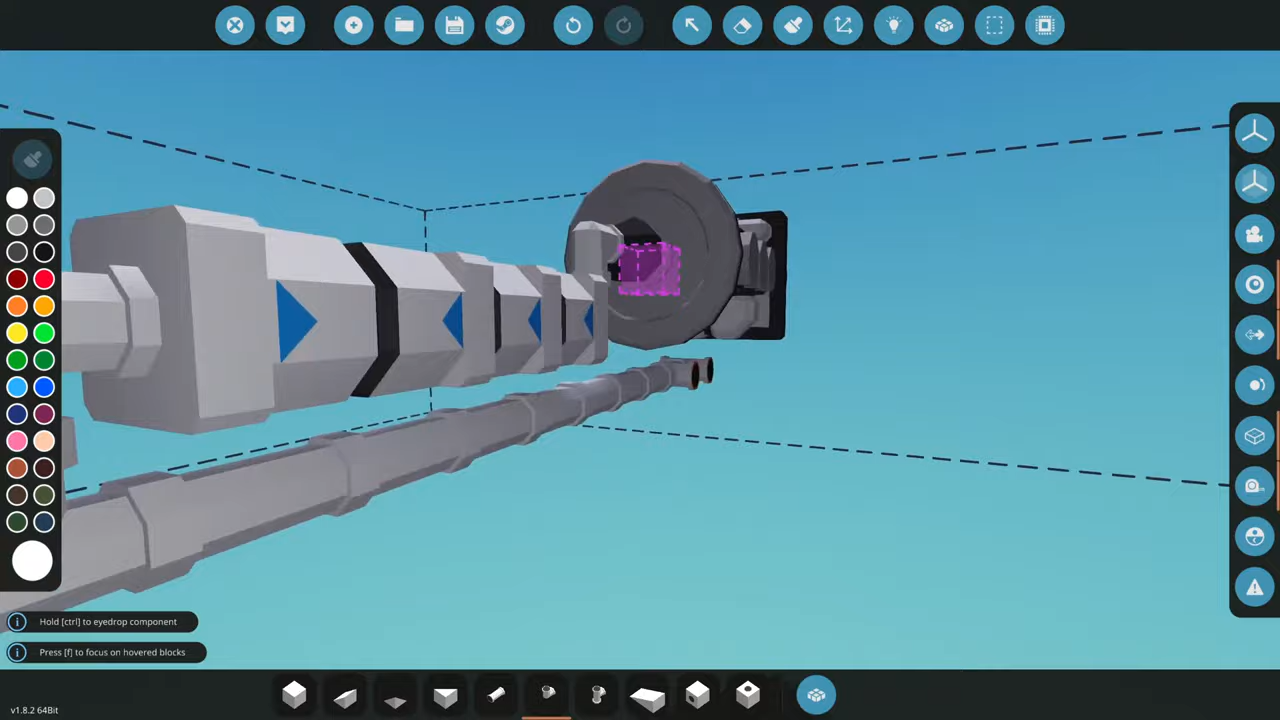 Hold [ctrl] to eyedrop component
Press [f] to focus on hovered blocks
v1.8.2 64Bit